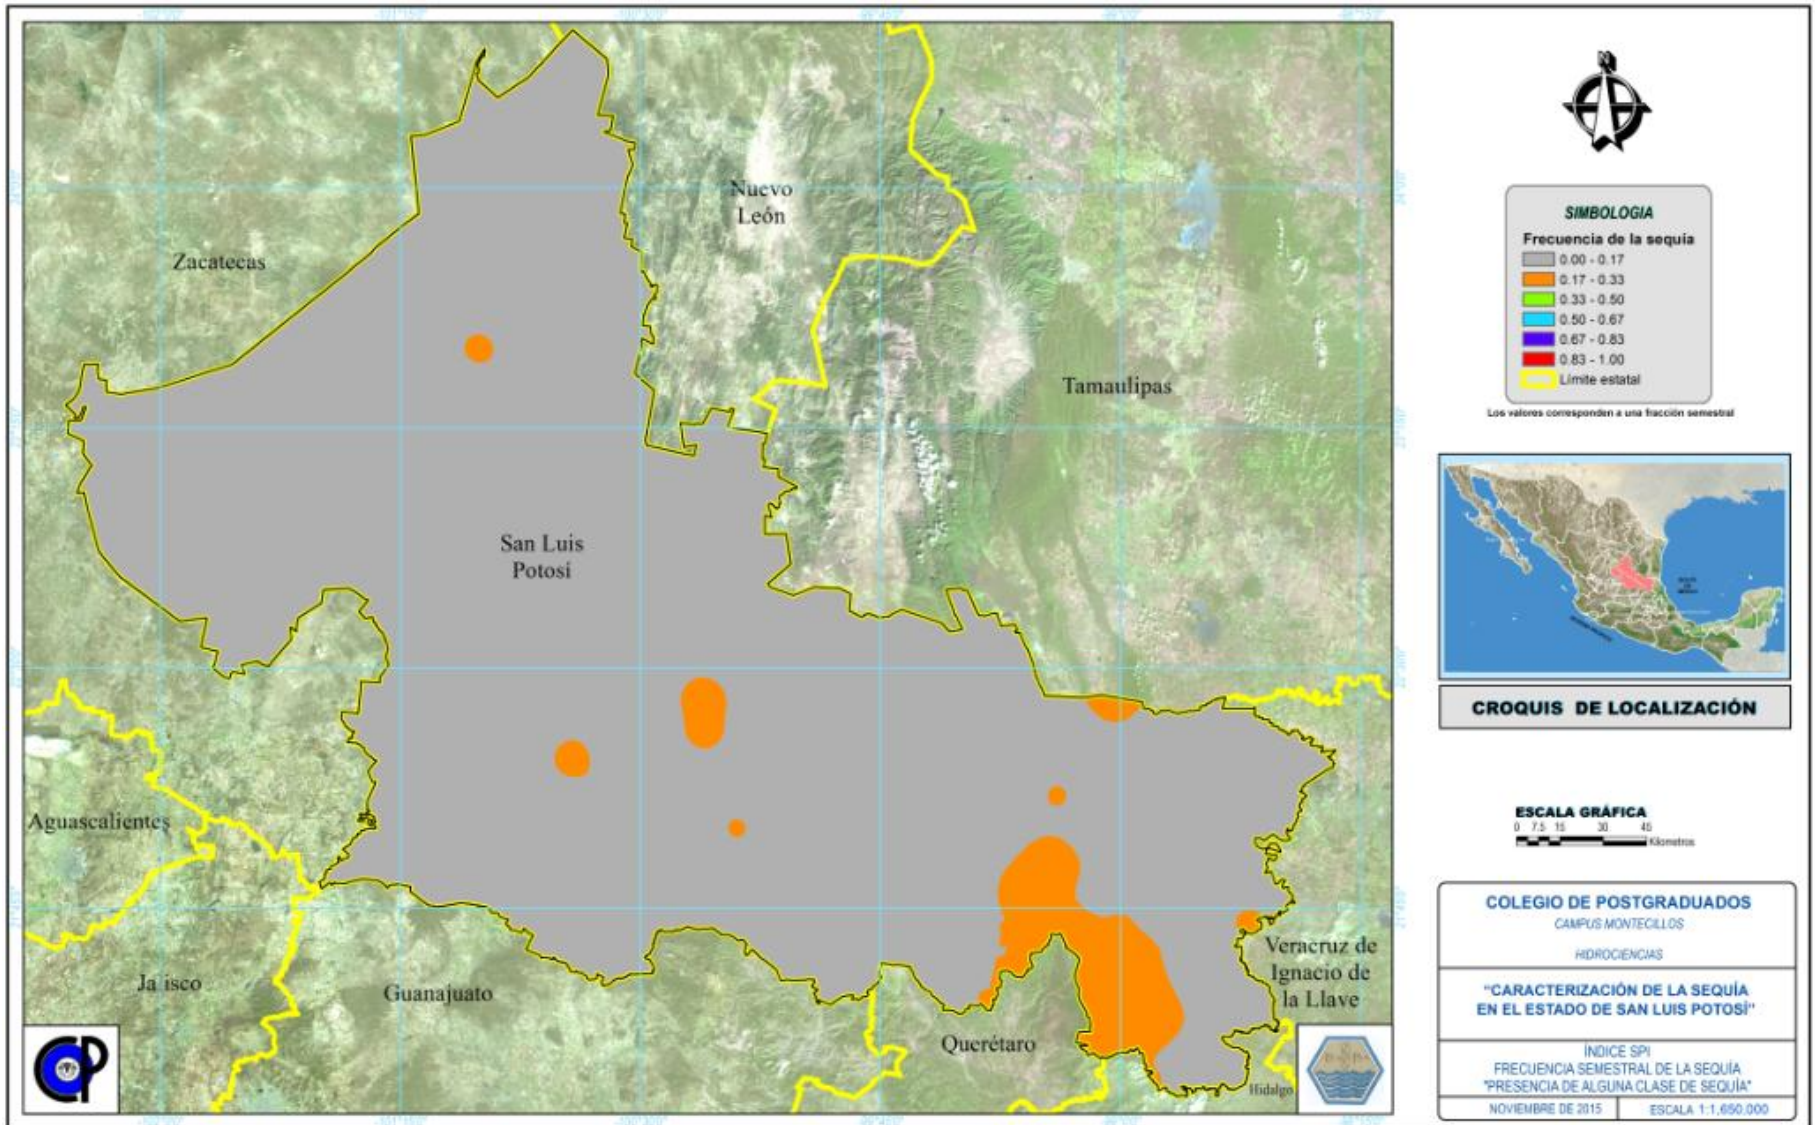 N
Nuevo
León
Zacatecas
Tamaulipas
San Luis
Potosí
Aguascalientes
Jalisco
Guanajuato
Querétaro
Hidalgo
Veracruz de
Ignacio de
la Llave
CP
SIMBOLOGIA
Frecuencia de la sequía
0.00 - 0.17
0.17 - 0.33
0.33 - 0.50
0.50 - 0.67
0.67 - 0.83
0.83 - 1.00
Límite estatal
Los valores corresponden a una fracción semestral
CROQUIS DE LOCALIZACIÓN
ESCALA GRÁFICA
0 7.5 15 30 45
Kilometros
COLEGIO DE POSTGRADUADOS
CAMPUS MONTECILLOS
HIDROCIENCIAS
“CARACTERIZACIÓN DE LA SEQUÍA
EN EL ESTADO DE SAN LUIS POTOSÍ”
ÍNDICE SPI
FRECUENCIA SEMESTRAL DE LA SEQUÍA
"PRESENCIA DE ALGUNA CLASE DE SEQUÍA"
NOVIEMBRE DE 2015 ESCALA 1:1,650,000